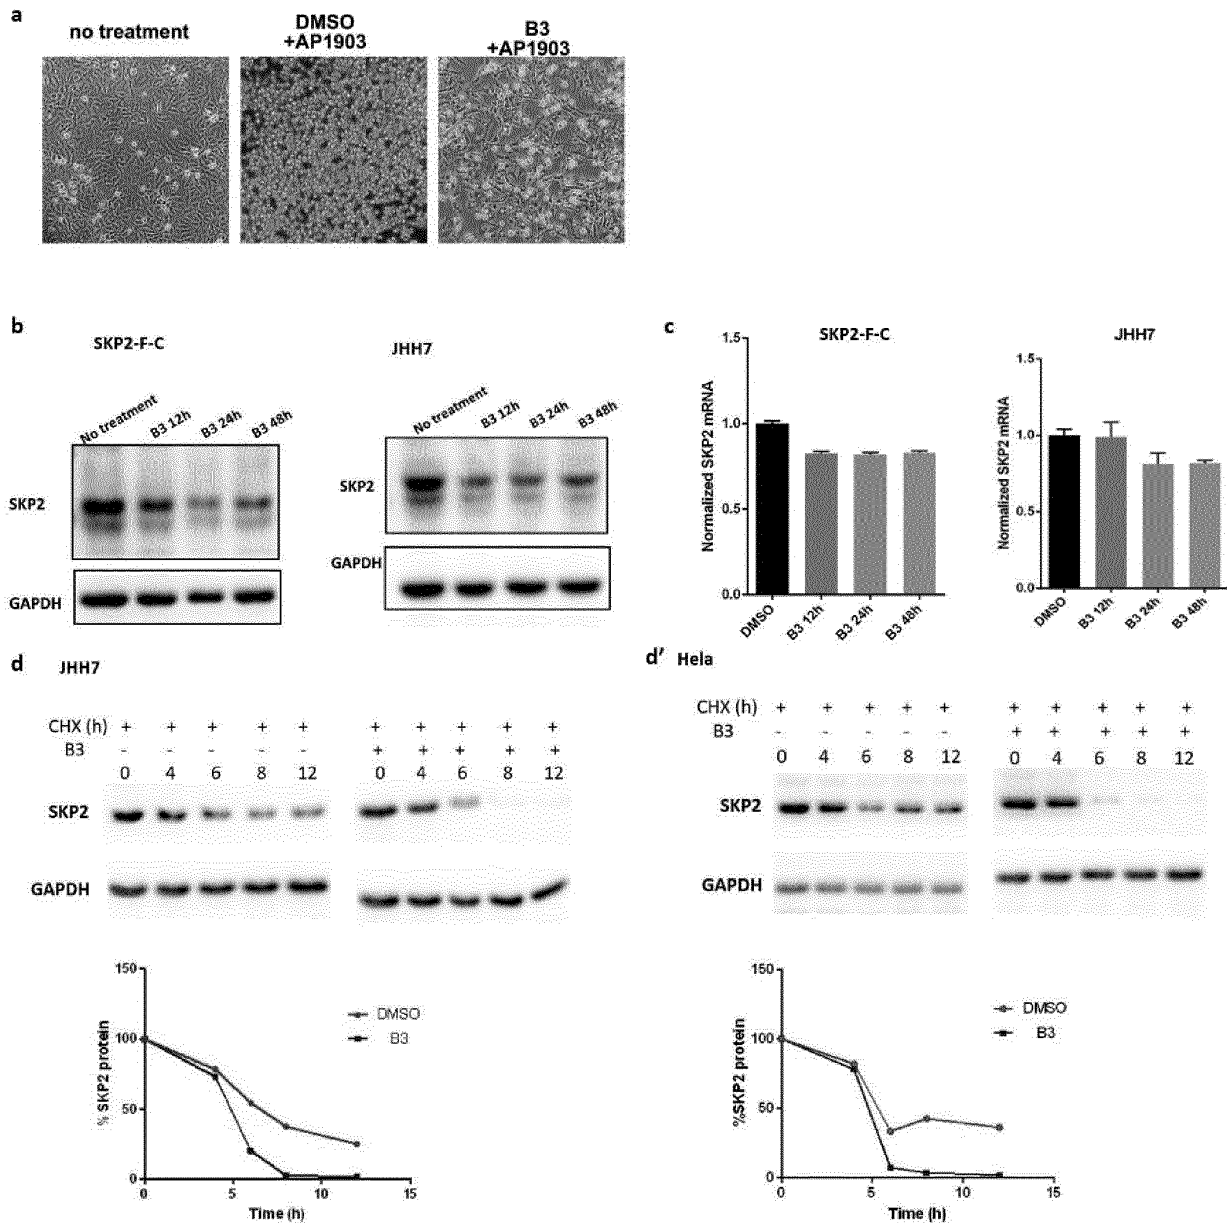 a
no treatment
DMSO
+AP1903
B3
+AP1903
b
SKP2-F-C
No treatment
B3 12h
B3 24h
B3 48h
SKP2
GAPDH
JHH7
No treatment
B3 12h
B3 24h
B3 48h
SKP2
GAPDH
c
SKP2-F-C
Normalized SKP2 mRNA
1.5
1.0
0.5
0.0
DMSO
B3 12h
B3 24h
B3 48h
JHH7
Normalized SKP2 mRNA
1.5
1.0
0.5
0.0
DMSO
B3 12h
B3 24h
B3 48h
d
JHH7
CHX (h) + + + + + + + + + +
B3 - - - - - + + + + +
0 4 6 8 12 0 4 6 8 12
SKP2
GAPDH
% SKP2 protein
150
100
50
0
0 5 10 15
Time (h)
DMSO
B3
d' Hela
CHX (h) + + + + + + + + + +
B3 - - - - - + + + + +
0 4 6 8 12 0 4 6 8 12
SKP2
GAPDH
%SKP2 protein
150
100
50
0
0 5 10 15
Time (h)
DMSO
B3